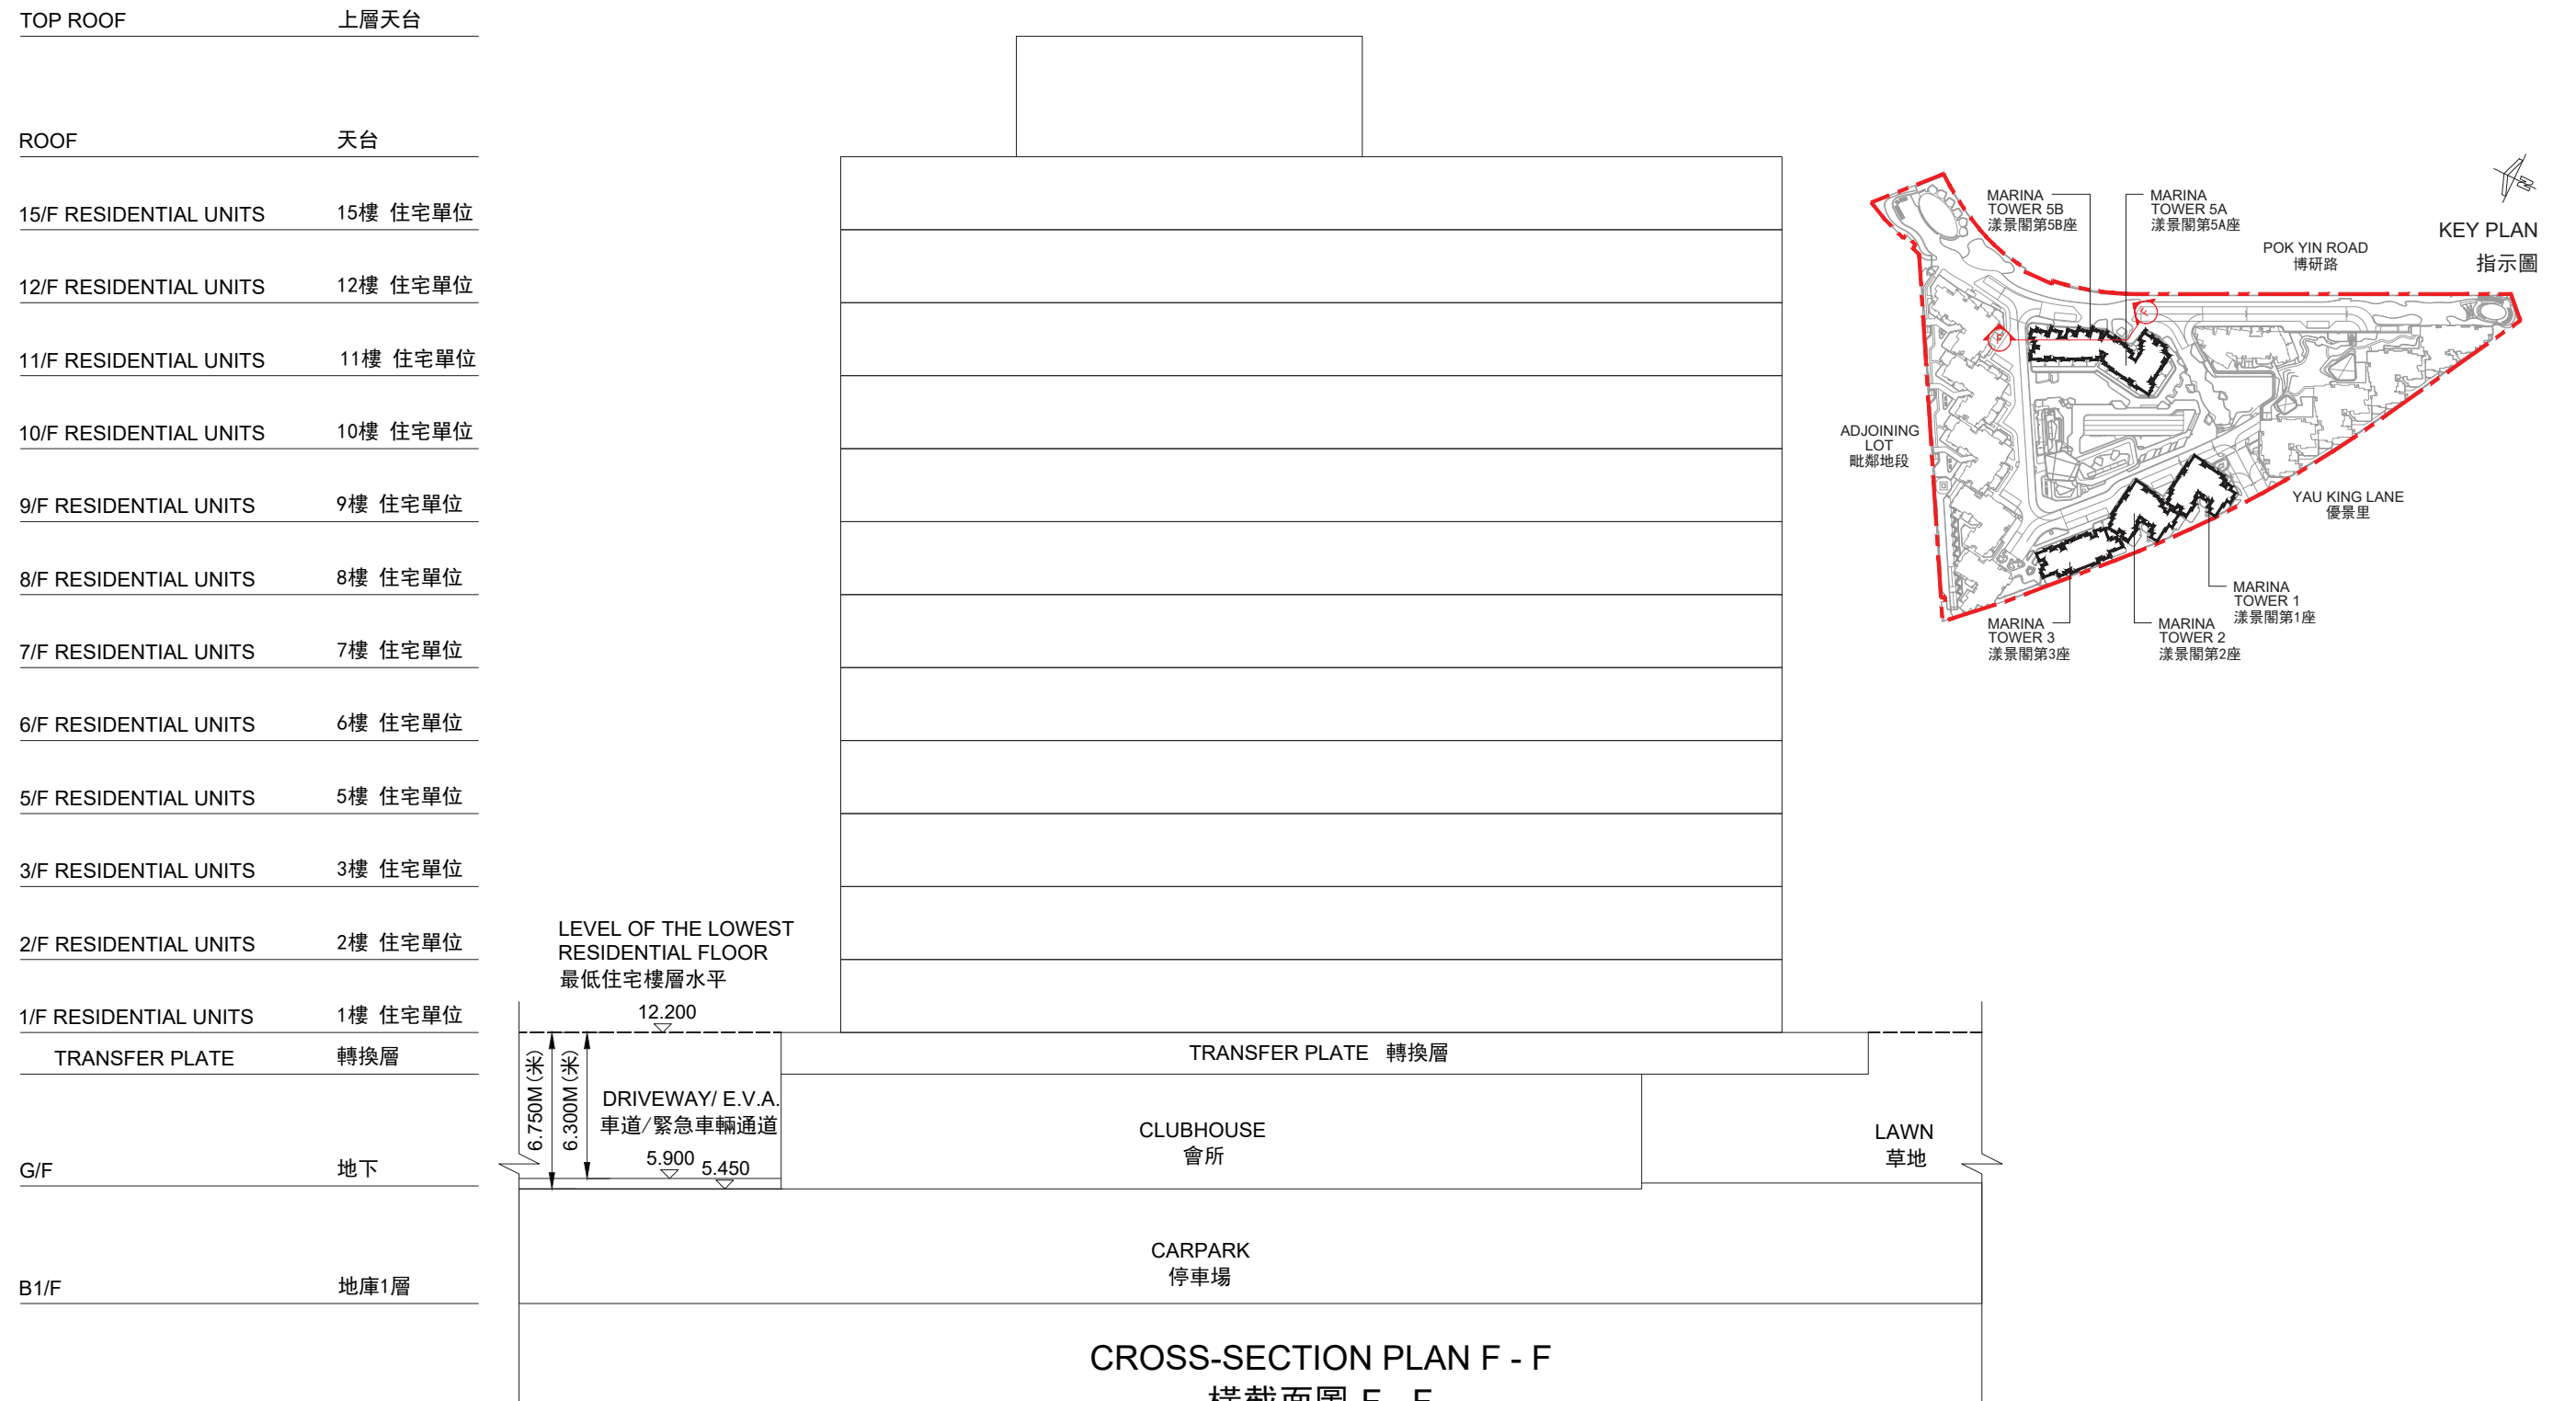 TOP ROOF 上層天台
ROOF 天台
15/F RESIDENTIAL UNITS 15樓 住宅單位
12/F RESIDENTIAL UNITS 12樓 住宅單位
11/F RESIDENTIAL UNITS 11樓 住宅單位
10/F RESIDENTIAL UNITS 10樓 住宅單位
9/F RESIDENTIAL UNITS 9樓 住宅單位
8/F RESIDENTIAL UNITS 8樓 住宅單位
7/F RESIDENTIAL UNITS 7樓 住宅單位
6/F RESIDENTIAL UNITS 6樓 住宅單位
5/F RESIDENTIAL UNITS 5樓 住宅單位
3/F RESIDENTIAL UNITS 3樓 住宅單位
2/F RESIDENTIAL UNITS 2樓 住宅單位
1/F RESIDENTIAL UNITS 1樓 住宅單位
TRANSFER PLATE 轉換層
G/F 地下
B1/F 地庫1層
LEVEL OF THE LOWEST
RESIDENTIAL FLOOR
最低住宅樓層水平
12.200
6.750M (米)
6.300M (米)
DRIVEWAY/ E.V.A.
車道/緊急車輛通道
5.900
5.450
TRANSFER PLATE 轉換層
CLUBHOUSE
會所
LAWN
草地
CARPARK
停車場
CROSS-SECTION PLAN F - F
橫截面圖 F - F
KEY PLAN
指示圖
MARINA
TOWER 5B
漾景閣第5B座
MARINA
TOWER 5A
漾景閣第5A座
POK YIN ROAD
博研路
F
F
ADJOINING
LOT
毗鄰地段
YAU KING LANE
優景里
MARINA
TOWER 1
漾景閣第1座
MARINA
TOWER 2
漾景閣第2座
MARINA
TOWER 3
漾景閣第3座
N